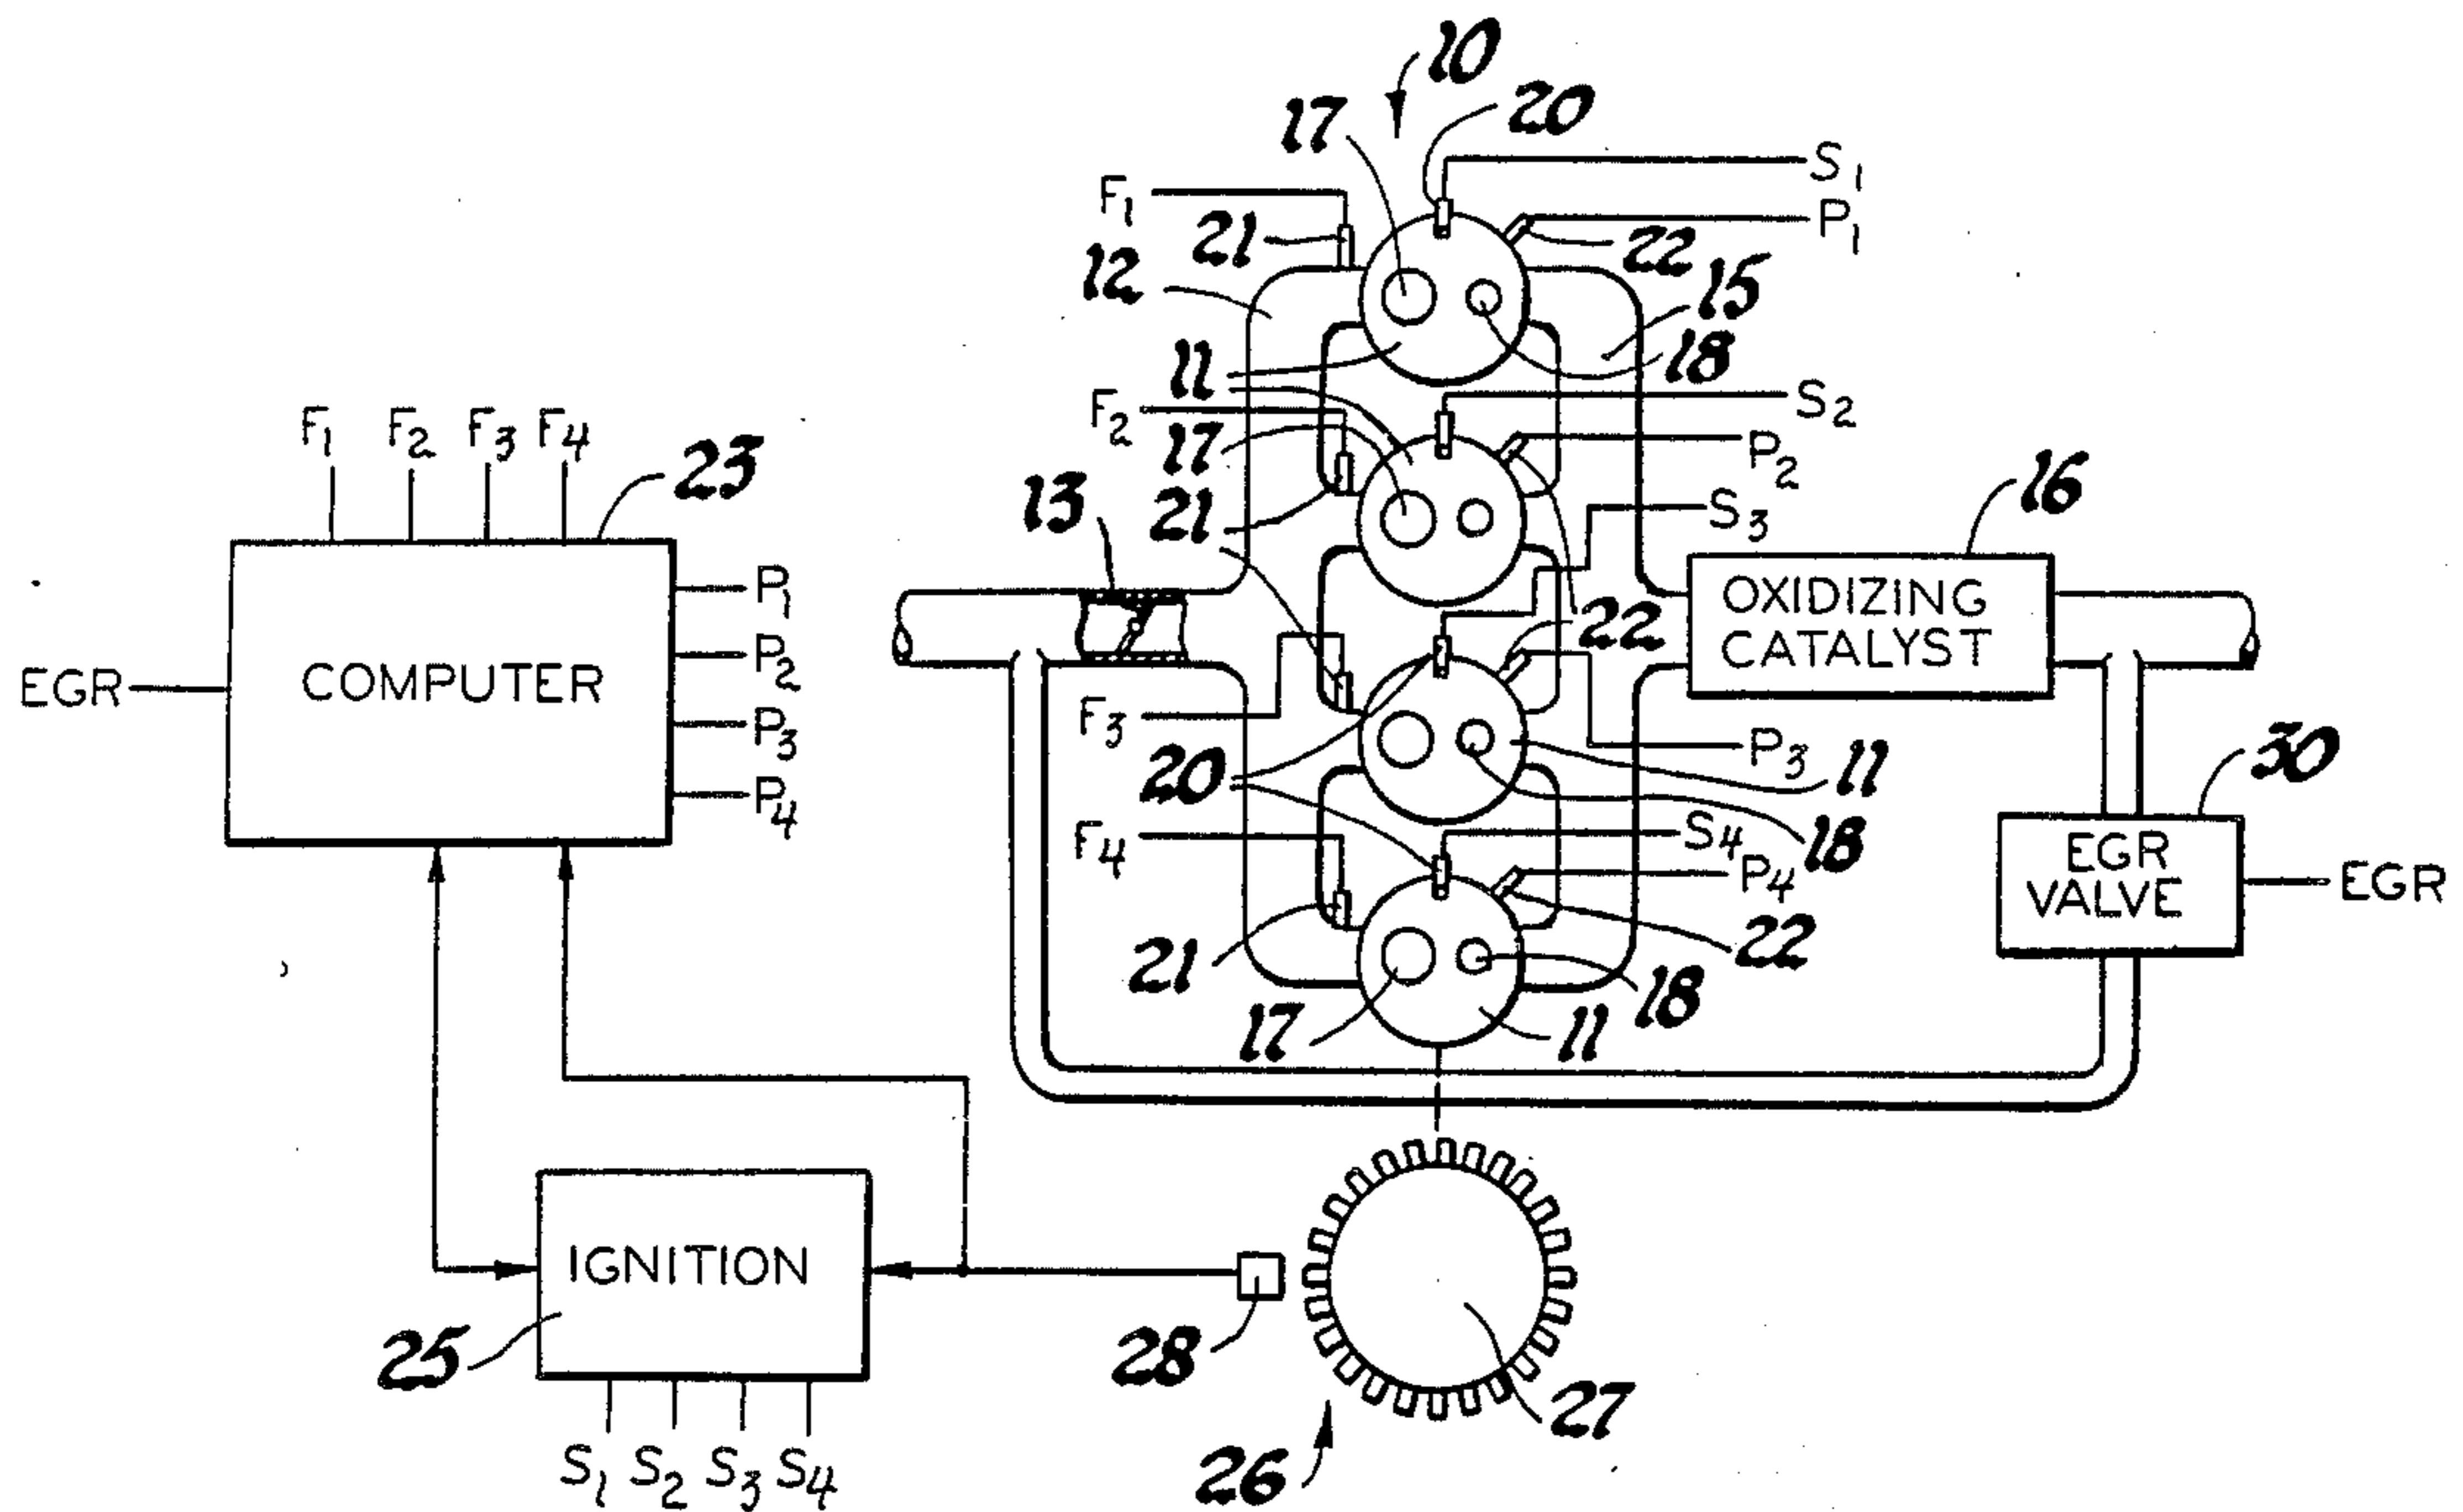 10
17
20
S1
F1
P1
21
22
12
15
11
18
F2
S2
17
P2
F1 F2 F3 F4
23
13
21
S3
16
OXIDIZING
CATALYST
P1
P2
P3
P4
EGR
COMPUTER
22
F3
P3
11
30
20
F4
S4
18
P4
EGR
VALVE
EGR
21
22
17
18
11
IGNITION
25
28
27
26
S1 S2 S3 S4